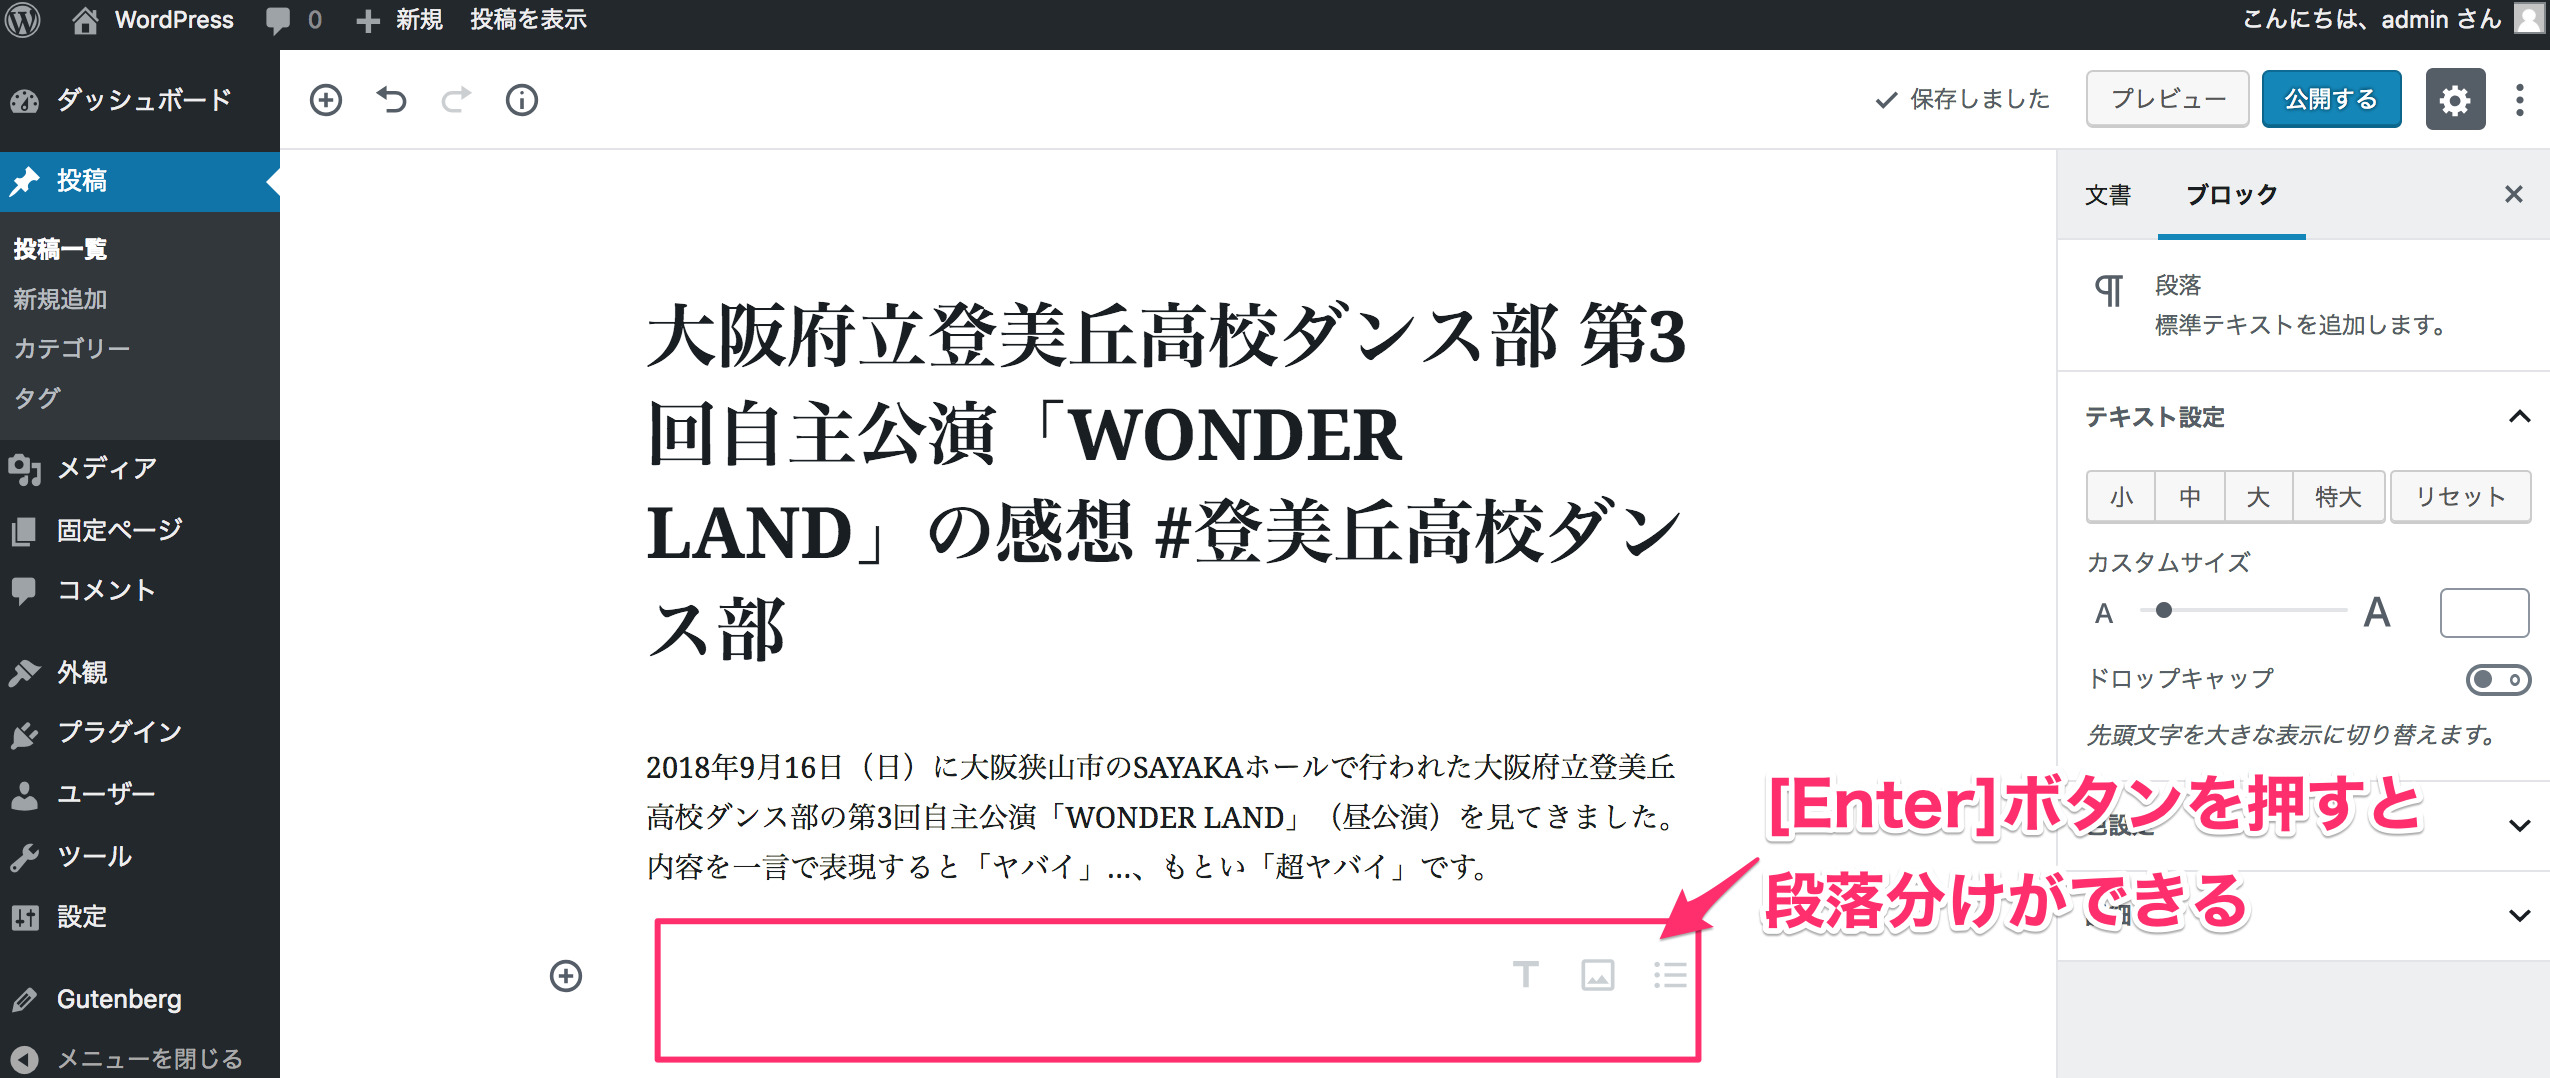 WordPress 0 新規 投稿を表示 こんにちは、admin さん
ダッシュボード
投稿
投稿一覧
新規追加
カテゴリー
タグ
メディア
固定ページ
コメント
外観
プラグイン
ユーザー
ツール
設定
Gutenberg
メニューを閉じる
保存しました プレビュー 公開する
大阪府立登美丘高校ダンス部 第3
回自主公演「WONDER
LAND」の感想 #登美丘高校ダン
ス部
2018年9月16日（日）に大阪狭山市のSAYAKAホールで行われた大阪府立登美丘
高校ダンス部の第3回自主公演「WONDER LAND」（昼公演）を見てきました。
内容を一言で表現すると「ヤバイ」…、もとい「超ヤバイ」です。
[Enter]ボタンを押すと
段落分けができる
文書 ブロック
段落
標準テキストを追加します。
テキスト設定
小 中 大 特大 リセット
カスタムサイズ
A A
ドロップキャップ
先頭文字を大きな表示に切り替えます。